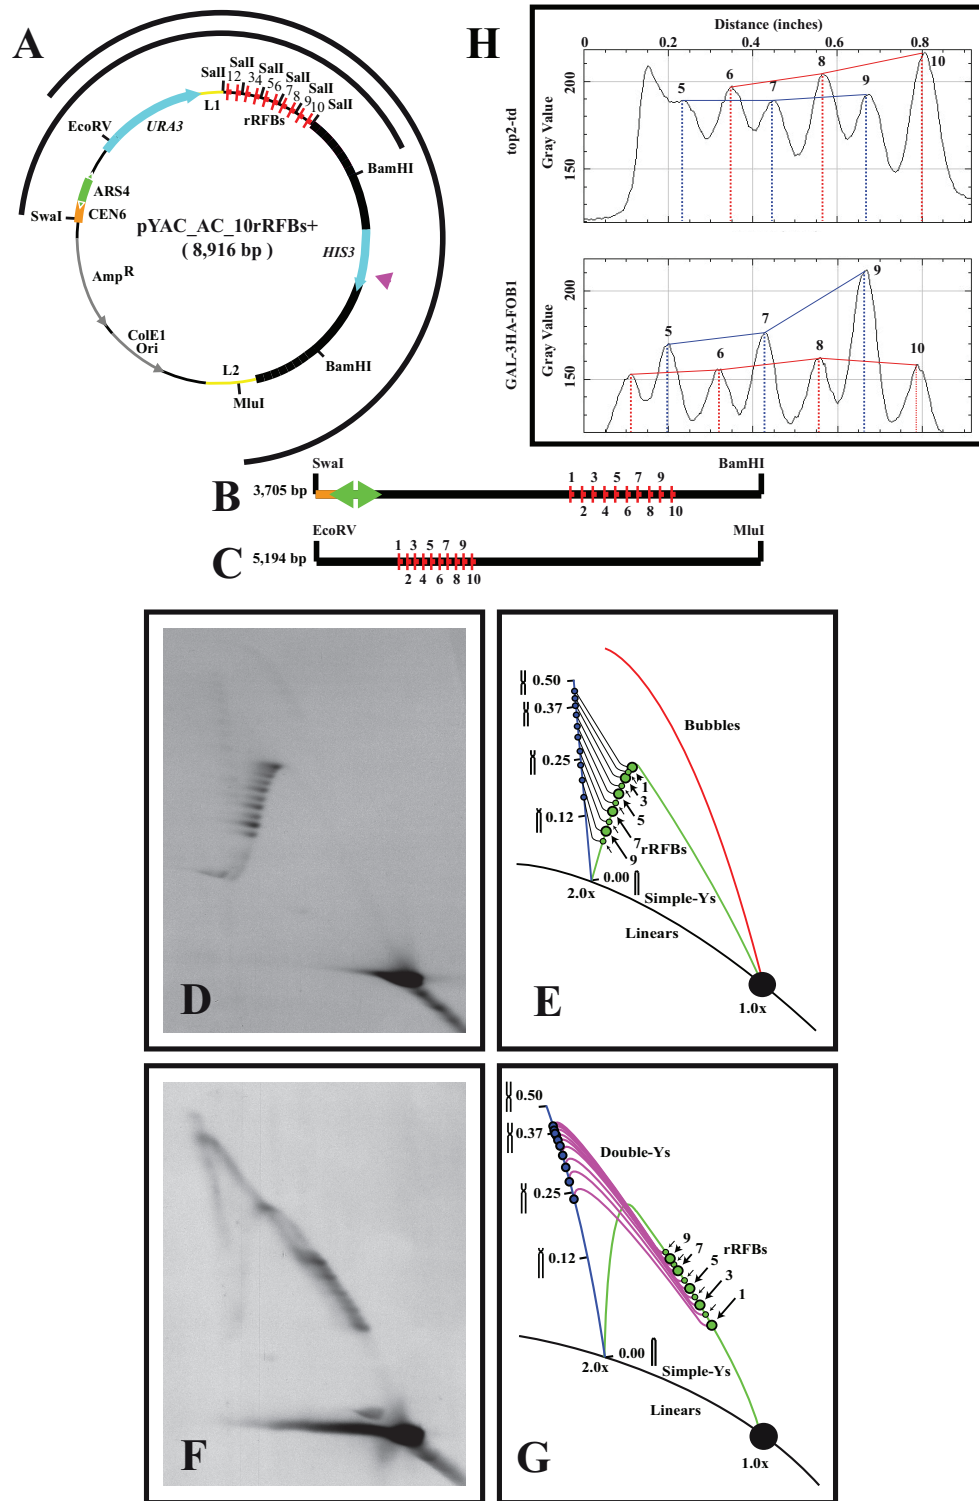 A
SalI
SalI
SalI
SalI
SalI
SalI
12
34
56
78
9
10
L1
rRFBs
EcoRV
URA3
BamHI
ARS4
SwaI
CEN6
pYAC_AC_10rRFBs+
( 8,916 bp )
HIS3
AmpR
ColE1
Ori
BamHI
L2
MluI
H
Distance (inches)
0 0.2 0.4 0.6 0.8
top2-td
Gray Value
200
150
5 6 7 8 9 10
GAL-3HA-FOB1
Gray Value
200
150
5 6 7 8 9 10
B
SwaI BamHI
3,705 bp
1 3 5 7 9
2 4 6 8 10
C
EcoRV MluI
5,194 bp
1 3 5 7 9
2 4 6 8 10
D
E
0.50
0.37
0.25
0.12
0.00
2.0x
Bubbles
1
3
5
7
9
rRFBs
Simple-Ys
Linears
1.0x
F
G
0.50
0.37
0.25
0.12
0.00
2.0x
Double-Ys
9
7
5
3
1
rRFBs
Simple-Ys
Linears
1.0x